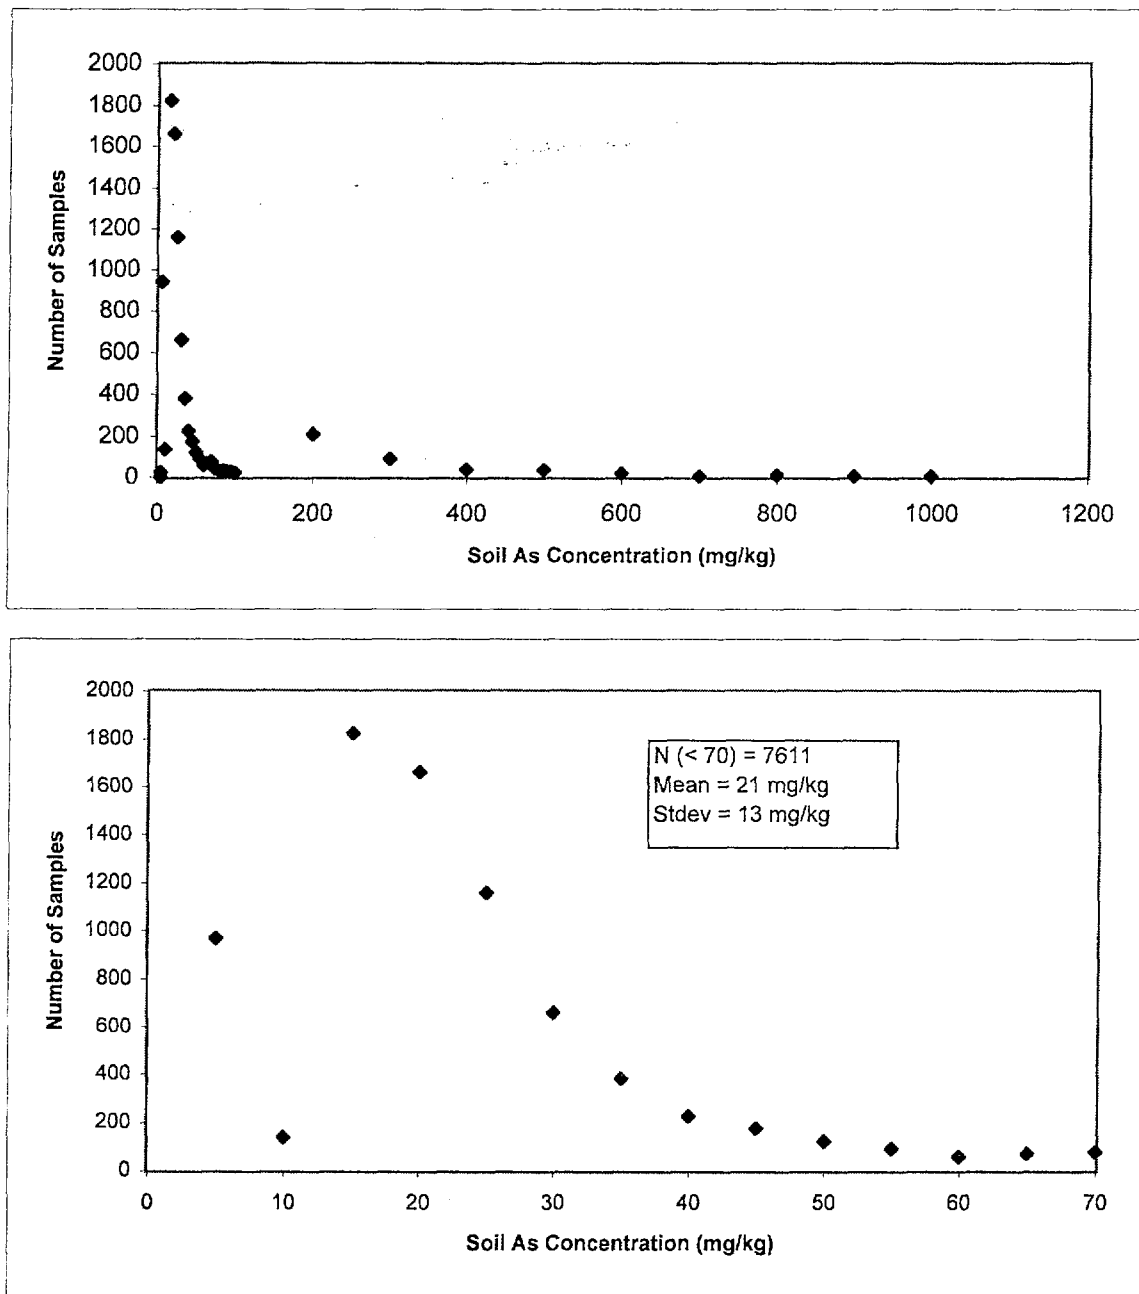 2000
1800
1600
1400
1200
1000
800
600
400
200
0
Number of Samples
0 200 400 600 800 1000 1200
Soil As Concentration (mg/kg)
2000
1800
1600
1400
1200
1000
800
600
400
200
0
Number of Samples
N (< 70) = 7611
Mean = 21 mg/kg
Stdev = 13 mg/kg
0 10 20 30 40 50 60 70
Soil As Concentration (mg/kg)